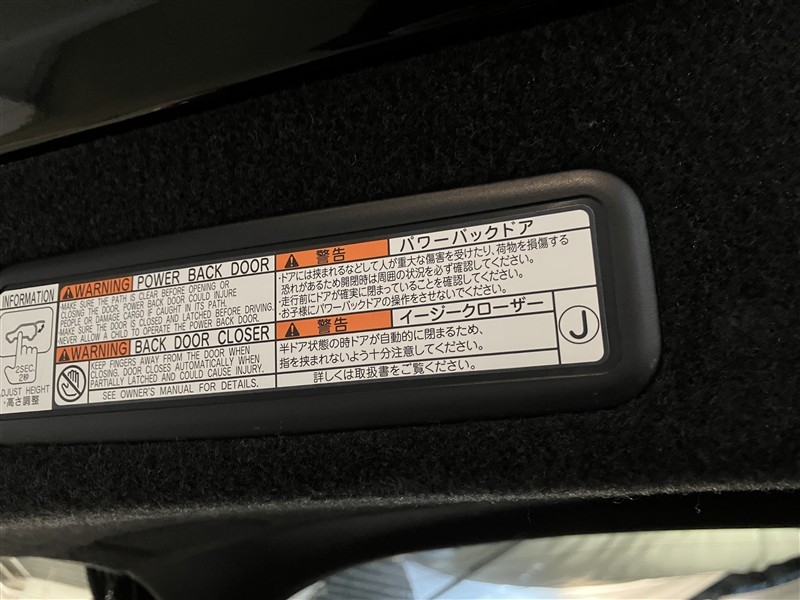 INFORMATION
2SEC.
2秒
ADJUST HEIGHT
・高さ調整
WARNING POWER BACK DOOR
・ENSURE THE PATH IS CLEAR BEFORE OPENING OR
CLOSING THE DOOR. POWER BACK DOOR COULD INJURE
PEOPLE OR DAMAGE CARGO IF CAUGHT IN ITS PATH.
・MAKE SURE THE DOOR IS CLOSED AND LATCHED BEFORE DRIVING.
・NEVER ALLOW A CHILD TO OPERATE THE POWER BACK DOOR.
WARNING BACK DOOR CLOSER
KEEP FINGERS AWAY FROM THE DOOR WHEN
CLOSING. DOOR CLOSES AUTOMATICALLY WHEN
PARTIALLY LATCHED AND COULD CAUSE INJURY.
SEE OWNER'S MANUAL FOR DETAILS.
警告 パワーバックドア
・ドアには挟まれるなどして人が重大な傷害を受けたり、荷物を損傷する
恐れがあるため開閉時は周囲の状況を必ず確認してください。
・走行前にドアが確実に閉まっていることを確認してください。
・お子様にパワーバックドアの操作をさせないでください。
警告 イージークローザー
半ドア状態の時ドアが自動的に閉まるため、
指を挟まれないよう十分注意してください。
詳しくは取扱書をご覧ください。
J